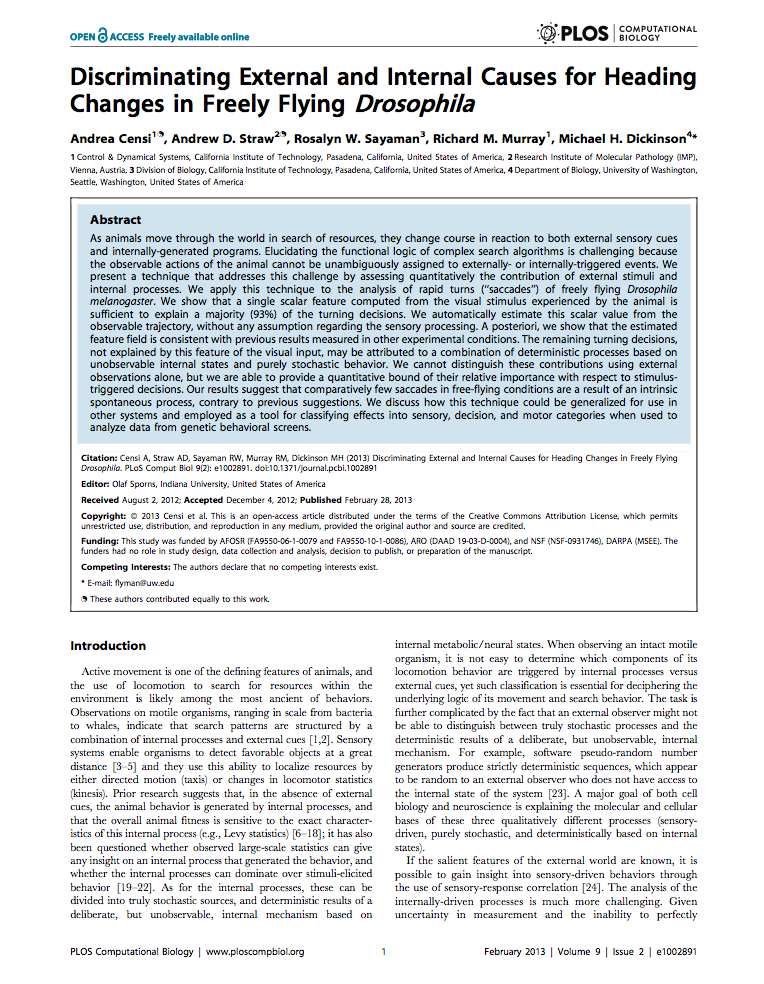 OPEN ACCESS Freely available online
PLOS COMPUTATIONAL BIOLOGY
Discriminating External and Internal Causes for Heading
Changes in Freely Flying Drosophila
Andrea Censi1☯, Andrew D. Straw2☯, Rosalyn W. Sayaman3, Richard M. Murray1, Michael H. Dickinson4*
1 Control & Dynamical Systems, California Institute of Technology, Pasadena, California, United States of America, 2 Research Institute of Molecular Pathology (IMP),
Vienna, Austria, 3 Division of Biology, California Institute of Technology, Pasadena, California, United States of America, 4 Department of Biology, University of Washington,
Seattle, Washington, United States of America
Abstract
As animals move through the world in search of resources, they change course in reaction to both external sensory cues
and internally-generated programs. Elucidating the functional logic of complex search algorithms is challenging because
the observable actions of the animal cannot be unambiguously assigned to externally- or internally-triggered events. We
present a technique that addresses this challenge by assessing quantitatively the contribution of external stimuli and
internal processes. We apply this technique to the analysis of rapid turns (“saccades”) of freely flying Drosophila
melanogaster. We show that a single scalar feature computed from the visual stimulus experienced by the animal is
sufficient to explain a majority (93%) of the turning decisions. We automatically estimate this scalar value from the
observable trajectory, without any assumption regarding the sensory processing. A posteriori, we show that the estimated
feature field is consistent with previous results measured in other experimental conditions. The remaining turning decisions,
not explained by this feature of the visual input, may be attributed to a combination of deterministic processes based on
unobservable internal states and purely stochastic behavior. We cannot distinguish these contributions using external
observations alone, but we are able to provide a quantitative bound of their relative importance with respect to stimulus-
triggered decisions. Our results suggest that comparatively few saccades in free-flying conditions are a result of an intrinsic
spontaneous process, contrary to previous suggestions. We discuss how this technique could be generalized for use in
other systems and employed as a tool for classifying effects into sensory, decision, and motor categories when used to
analyze data from genetic behavioral screens.
Citation: Censi A, Straw AD, Sayaman RW, Murray RM, Dickinson MH (2013) Discriminating External and Internal Causes for Heading Changes in Freely Flying
Drosophila. PLoS Comput Biol 9(2): e1002891. doi:10.1371/journal.pcbi.1002891
Editor: Olaf Sporns, Indiana University, United States of America
Received August 2, 2012; Accepted December 4, 2012; Published February 28, 2013
Copyright: © 2013 Censi et al. This is an open-access article distributed under the terms of the Creative Commons Attribution License, which permits
unrestricted use, distribution, and reproduction in any medium, provided the original author and source are credited.
Funding: This study was funded by AFOSR (FA9550-06-1-0079 and FA9550-10-1-0086), ARO (DAAD 19-03-D-0004), and NSF (NSF-0931746), DARPA (MSEE). The
funders had no role in study design, data collection and analysis, decision to publish, or preparation of the manuscript.
Competing Interests: The authors declare that no competing interests exist.
* E-mail: flyman@uw.edu
☯ These authors contributed equally to this work.
Introduction
Active movement is one of the defining features of animals, and
the use of locomotion to search for resources within the
environment is likely among the most ancient of behaviors.
Observations on motile organisms, ranging in scale from bacteria
to whales, indicate that search patterns are structured by a
combination of internal processes and external cues [1,2]. Sensory
systems enable organisms to detect favorable objects at a great
distance [3–5] and they use this ability to localize resources by
either directed motion (taxis) or changes in locomotor statistics
(kinesis). Prior research suggests that, in the absence of external
cues, the animal behavior is generated by internal processes, and
that the overall animal fitness is sensitive to the exact character-
istics of this internal process (e.g., Levy statistics) [6–18]; it has also
been questioned whether observed large-scale statistics can give
any insight on an internal process that generated the behavior, and
whether the internal processes can dominate over stimuli-elicited
behavior [19–22]. As for the internal processes, these can be
divided into truly stochastic sources, and deterministic results of a
deliberate, but unobservable, internal mechanism based on
internal metabolic/neural states. When observing an intact motile
organism, it is not easy to determine which components of its
locomotion behavior are triggered by internal processes versus
external cues, yet such classification is essential for deciphering the
underlying logic of its movement and search behavior. The task is
further complicated by the fact that an external observer might not
be able to distinguish between truly stochastic processes and the
deterministic results of a deliberate, but unobservable, internal
mechanism. For example, software pseudo-random number
generators produce strictly deterministic sequences, which appear
to be random to an external observer who does not have access to
the internal state of the system [23]. A major goal of both cell
biology and neuroscience is explaining the molecular and cellular
bases of these three qualitatively different processes (sensory-
driven, purely stochastic, and deterministically based on internal
states).
If the salient features of the external world are known, it is
possible to gain insight into sensory-driven behaviors through
the use of sensory-response correlation [24]. The analysis of the
internally-driven processes is much more challenging. Given
uncertainty in measurement and the inability to perfectly
PLOS Computational Biology | www.ploscompbiol.org
1
February 2013 | Volume 9 | Issue 2 | e1002891